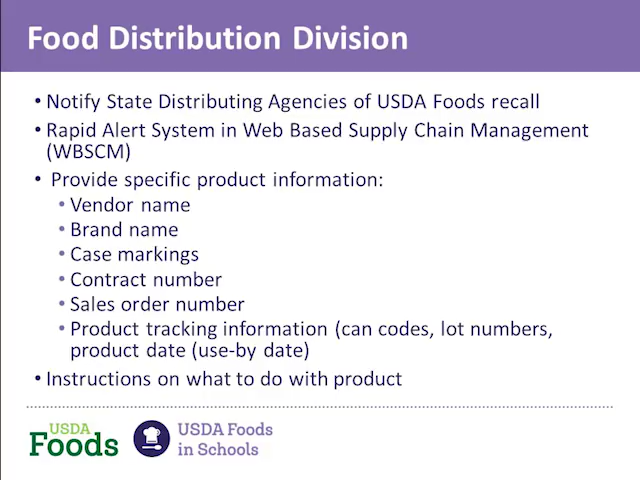 Food Distribution Division
• Notify State Distributing Agencies of USDA Foods recall
• Rapid Alert System in Web Based Supply Chain Management
(WBSCM)
• Provide specific product information:
• Vendor name
• Brand name
• Case markings
• Contract number
• Sales order number
• Product tracking information (can codes, lot numbers,
product date (use-by date)
• Instructions on what to do with product
USDA
Foods
USDA Foods
in Schools